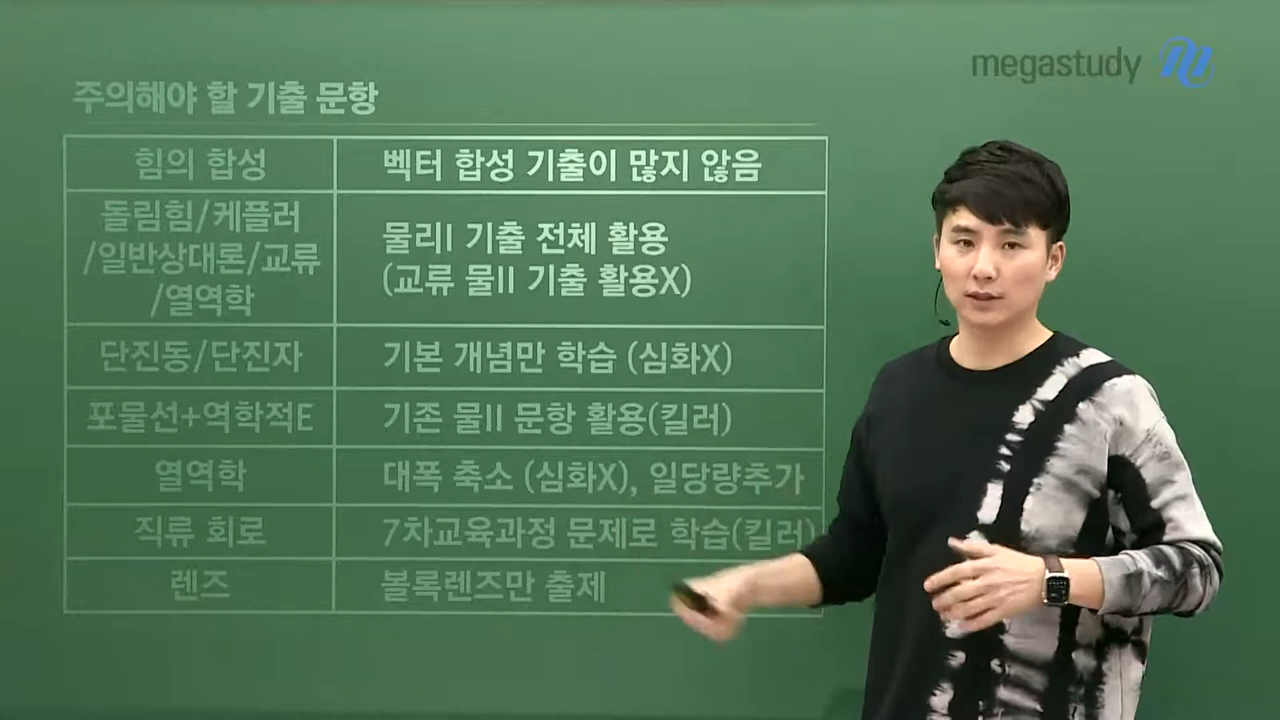 megastudy
주의해야 할 기출 문항
힘의 합성
벡터 합성 기출이 많지 않음
돌림힘/케플러
/일반상대론/교류
/열역학
물리I 기출 전체 활용
(교류 물II 기출 활용X)
단진동/단진자
기본 개념만 학습 (심화X)
포물선+역학적E
기존 물II 문항 활용(킬러)
열역학
대폭 축소 (심화X), 일당량추가
직류 회로
7차교육과정 문제로 학습(킬러)
렌즈
볼록렌즈만 출제